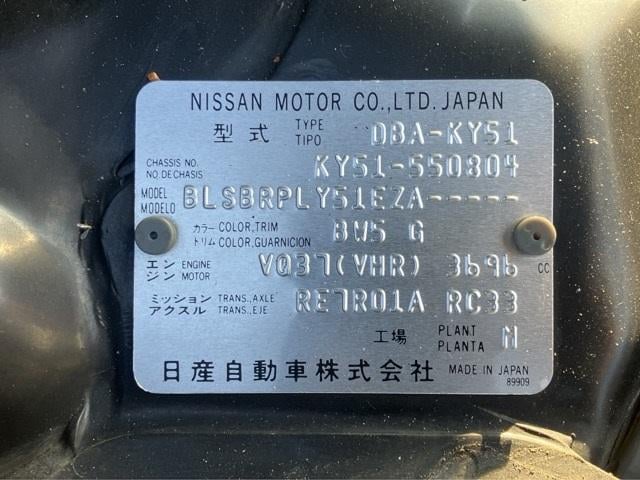 NISSAN MOTOR CO.,LTD. JAPAN
型式 TYPE TIPO DBA-KY51
CHASSIS NO. NO. DE CHASIS KY51-550804
MODEL MODELO BLSBRPLY51EZA-----
カラー トリム COLOR,TRIM COLOR,GUARNICION BW5 G
エンジン ENGINE MOTOR VQ37(VHR) 3696 CC
ミッション アクスル TRANS.,AXLE TRANS.,EJE RE7R01A RC33
工場 PLANT PLANTA M
日産自動車株式会社 MADE IN JAPAN
89909